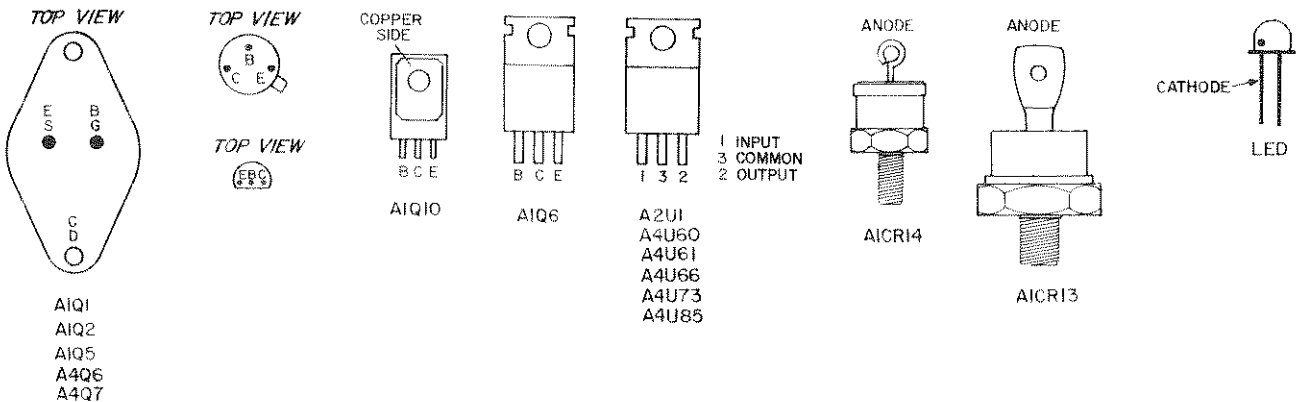 TOP VIEW
E B
S G
C
D
A1Q1
A1Q2
A1Q5
A4Q6
A4Q7
TOP VIEW
B
C E
TOP VIEW
EBC
COPPER
SIDE
B C E
A1Q10
B C E
A1Q6
1 3 2
1 INPUT
3 COMMON
2 OUTPUT
A2U1
A4U60
A4U61
A4U66
A4U73
A4U85
ANODE
A1CR14
ANODE
A1CR13
CATHODE
LED